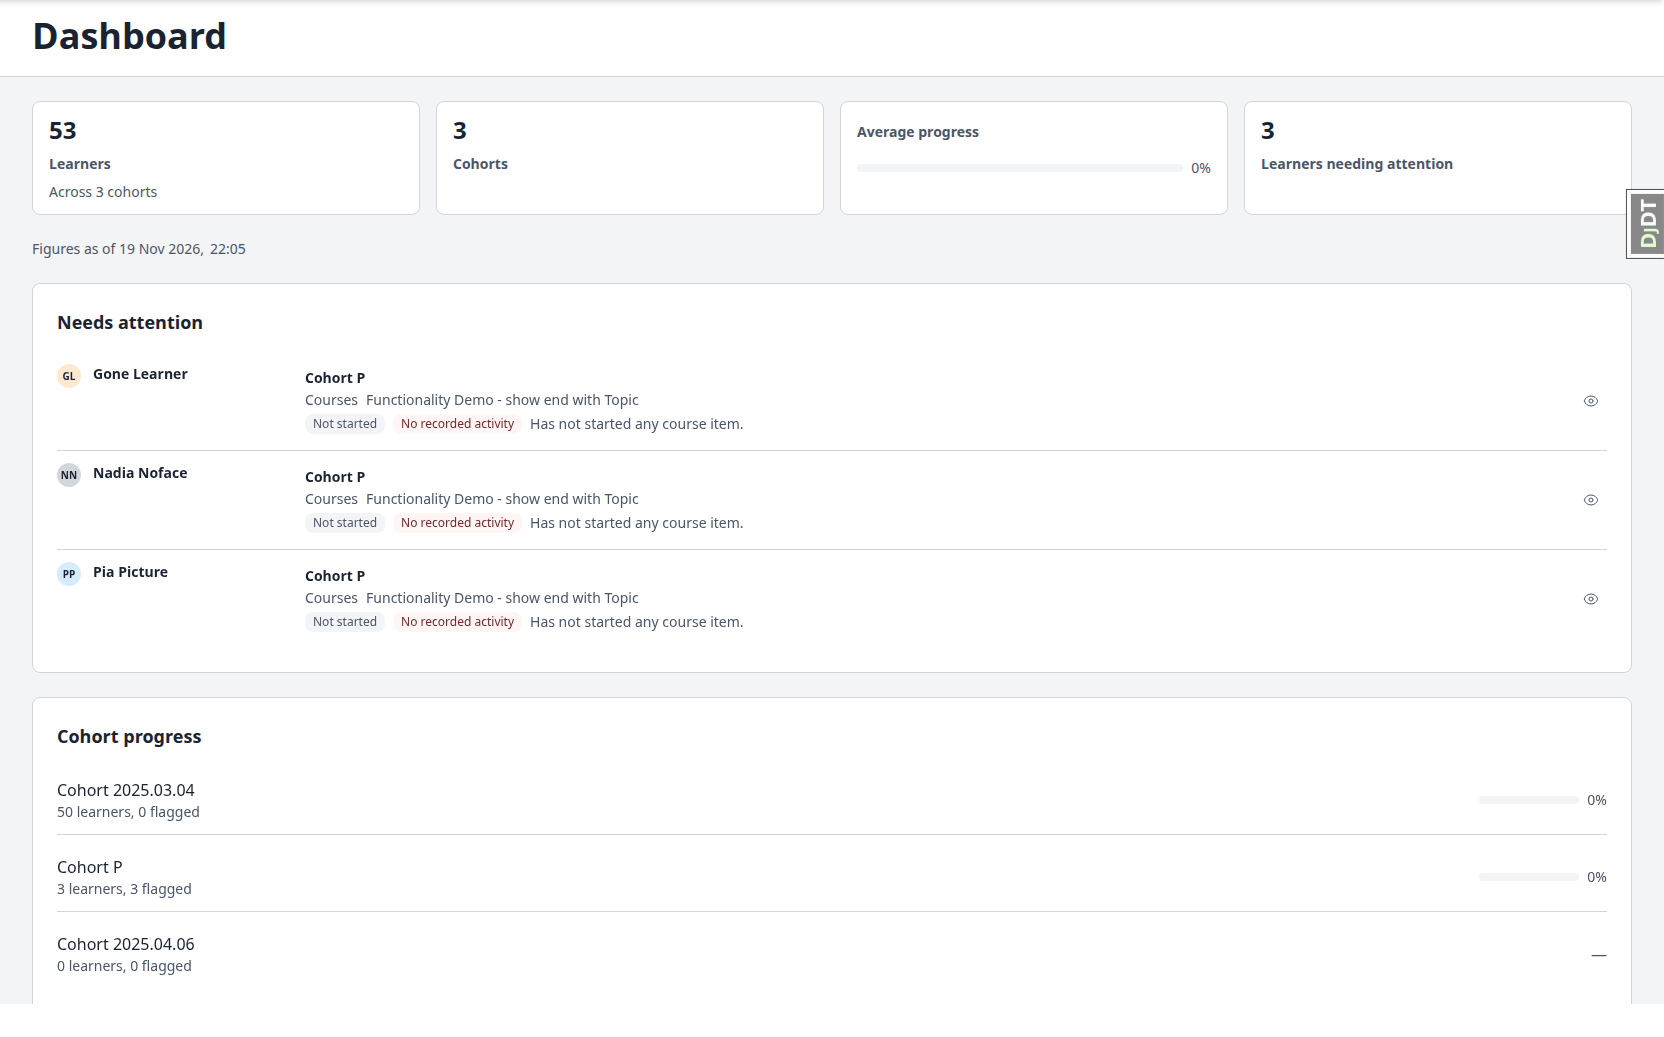 Dashboard
53
Learners
Across 3 cohorts
3
Cohorts
Average progress
0%
3
Learners needing attention
DjDT
Figures as of 19 Nov 2026, 22:05
Needs attention
GL Gone Learner
Cohort P
Courses Functionality Demo - show end with Topic
Not started No recorded activity Has not started any course item.
NN Nadia Noface
Cohort P
Courses Functionality Demo - show end with Topic
Not started No recorded activity Has not started any course item.
PP Pia Picture
Cohort P
Courses Functionality Demo - show end with Topic
Not started No recorded activity Has not started any course item.
Cohort progress
Cohort 2025.03.04
50 learners, 0 flagged
0%
Cohort P
3 learners, 3 flagged
0%
Cohort 2025.04.06
0 learners, 0 flagged
—